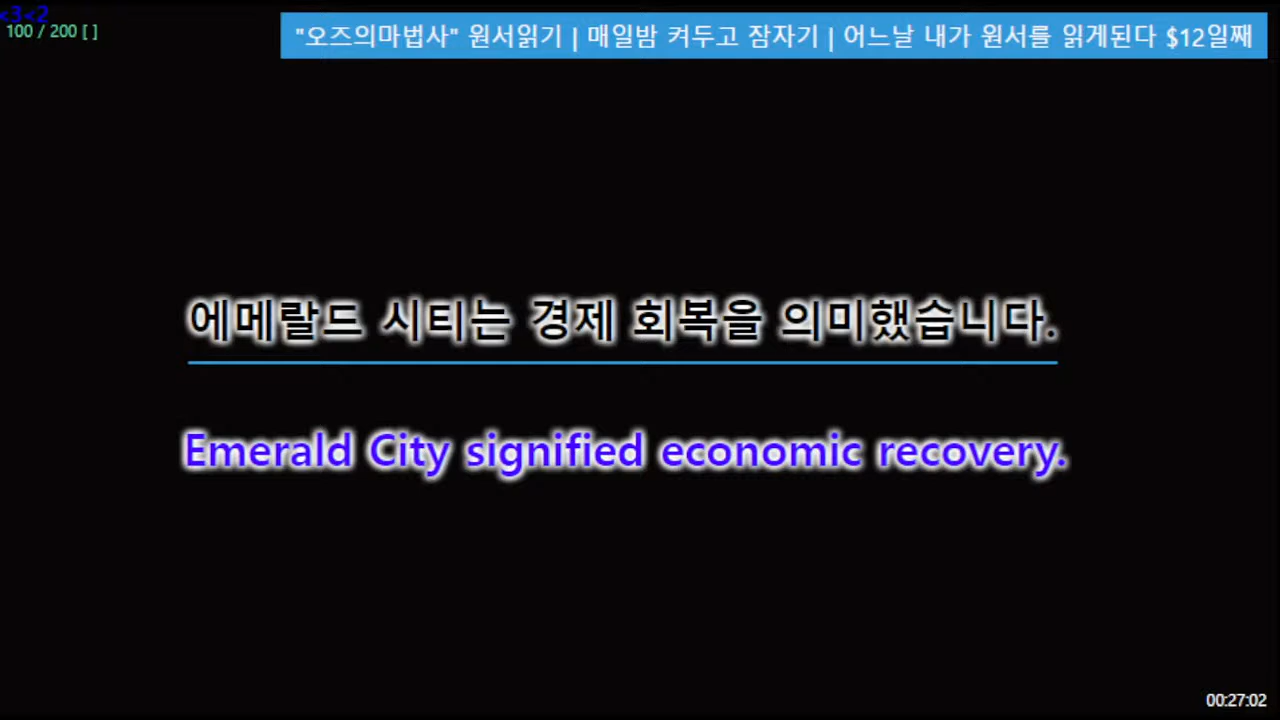 <3<2
100 / 200 [ ]
"오즈의마법사" 원서읽기 | 매일밤 켜두고 잠자기 | 어느날 내가 원서를 읽게된다 $12일째
에메랄드 시티는 경제 회복을 의미했습니다.
Emerald City signified economic recovery.
00:27:02